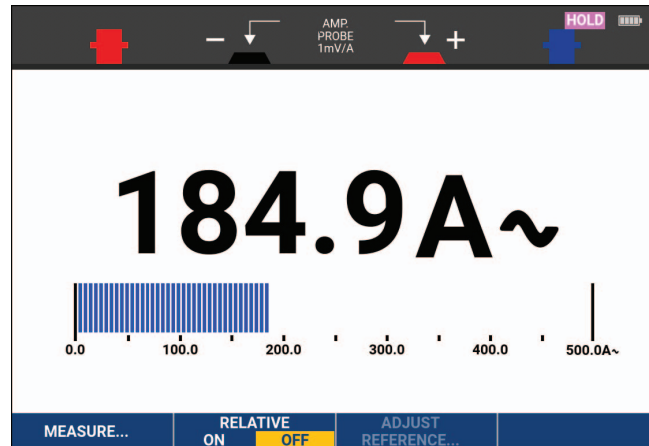 AMP.
PROBE
1mV/A
− +
HOLD
184.9A~
0.0 100.0 200.0 300.0 400.0 500.0A~
MEASURE...
RELATIVE
ON OFF
ADJUST
REFERENCE...